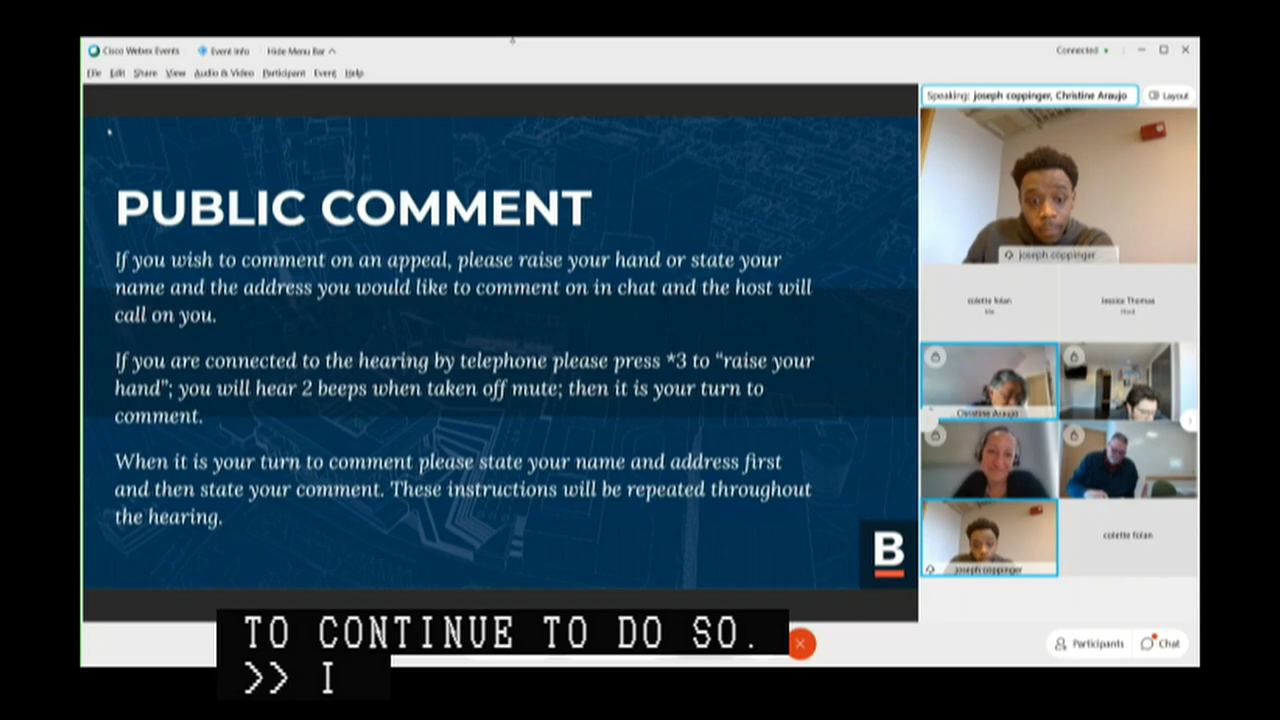 Cisco Webex Events
Event Info
Hide Menu Bar
Connected
File Edit Share View Audio & Video Participant Event Help
Speaking: joseph coppinger, Christine Araujo
Layout
PUBLIC COMMENT
If you wish to comment on an appeal, please raise your hand or state your
name and the address you would like to comment on in chat and the host will
call on you.
If you are connected to the hearing by telephone please press *3 to “raise your
hand”; you will hear 2 beeps when taken off mute; then it is your turn to
comment.
When it is your turn to comment please state your name and address first
and then state your comment. These instructions will be repeated throughout
the hearing.
B
joseph coppinger
colette folan
Me
Jessica Thomas
Host
Christine Araujo
joseph coppinger
colette folan
TO CONTINUE TO DO SO.
>> I
Participants
Chat